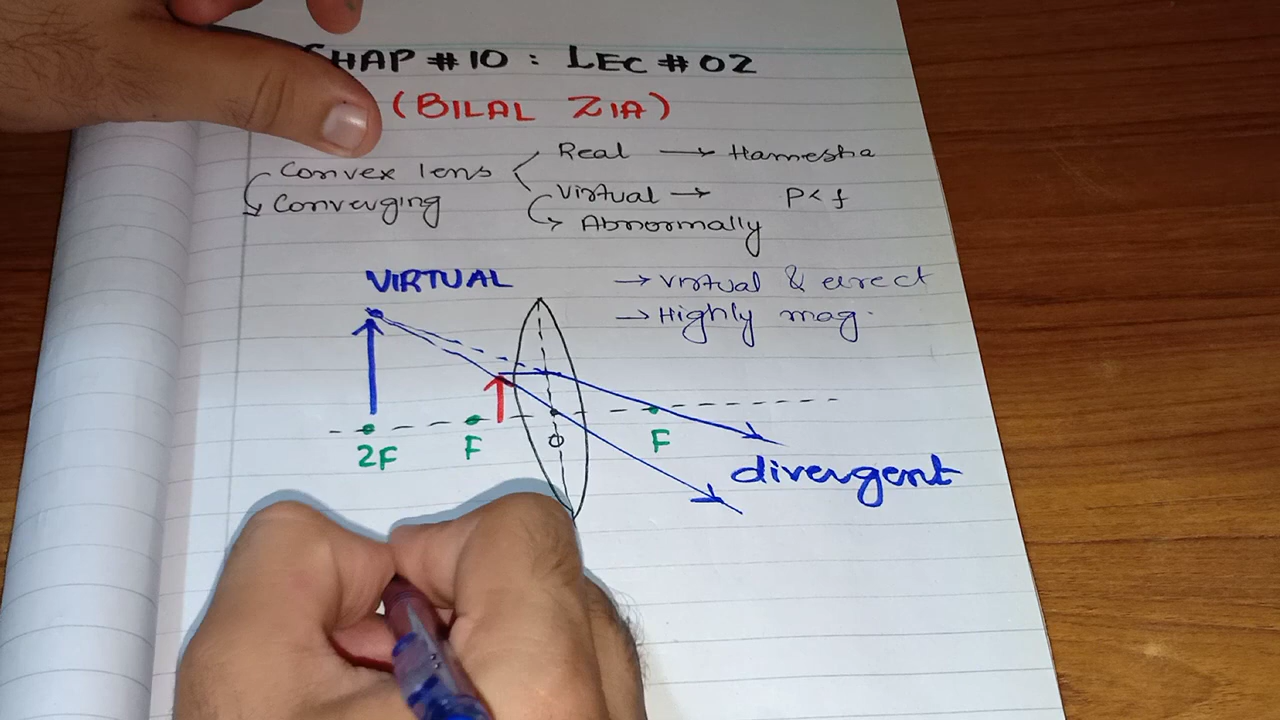 CHAP #10 : LEC #02
(BILAL ZIA)
Convex lens
Converging
Real → Hamesha
Virtual → P < f
Abnormally
VIRTUAL
→ Virtual & erect
→ Highly mag.
2F F O F
divergent